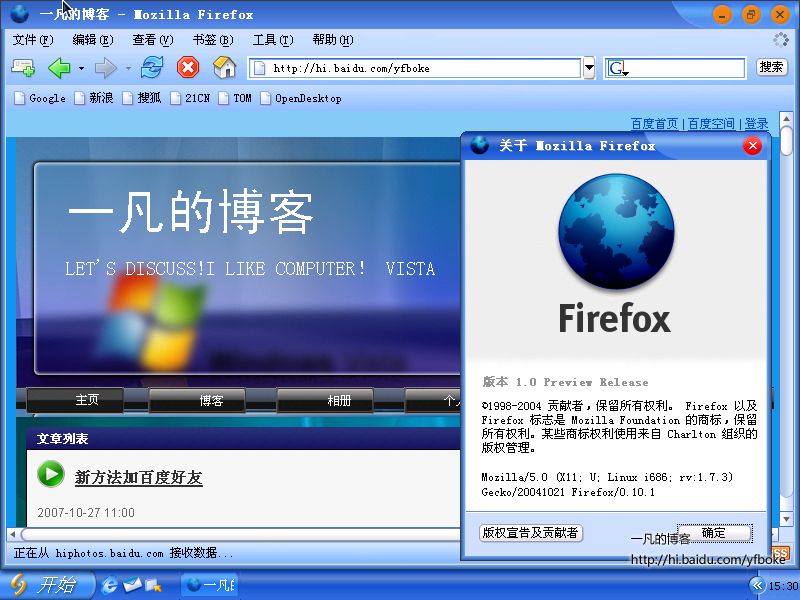 一凡的博客 - Mozilla Firefox
文件(F) 编辑(E) 查看(V) 书签(B) 工具(T) 帮助(H)
http://hi.baidu.com/yfboke
G
搜索
Google 新浪 搜狐 21CN TOM OpenDesktop
百度首页 | 百度空间 | 登录
一凡的博客
LET'S DISCUSS!I LIKE COMPUTER! VISTA
Windows Vista
主页 博客 相册 个
文章列表
新方法加百度好友
2007-10-27 11:00
关于 Mozilla Firefox
Firefox
版本 1.0 Preview Release
©1998-2004 贡献者，保留所有权利。 Firefox 以及
Firefox 标志是 Mozilla Foundation 的商标，保留
所有权利。某些商标权利使用来自 Charlton 组织的
版权管理。
Mozilla/5.0 (X11; U; Linux i686; rv:1.7.3)
Gecko/20041021 Firefox/0.10.1
版权宣告及贡献者
确定
正在从 hiphotos.baidu.com 接收数据...
一凡的博客
http://hi.baidu.com/yfboke
开始
一凡
15:30